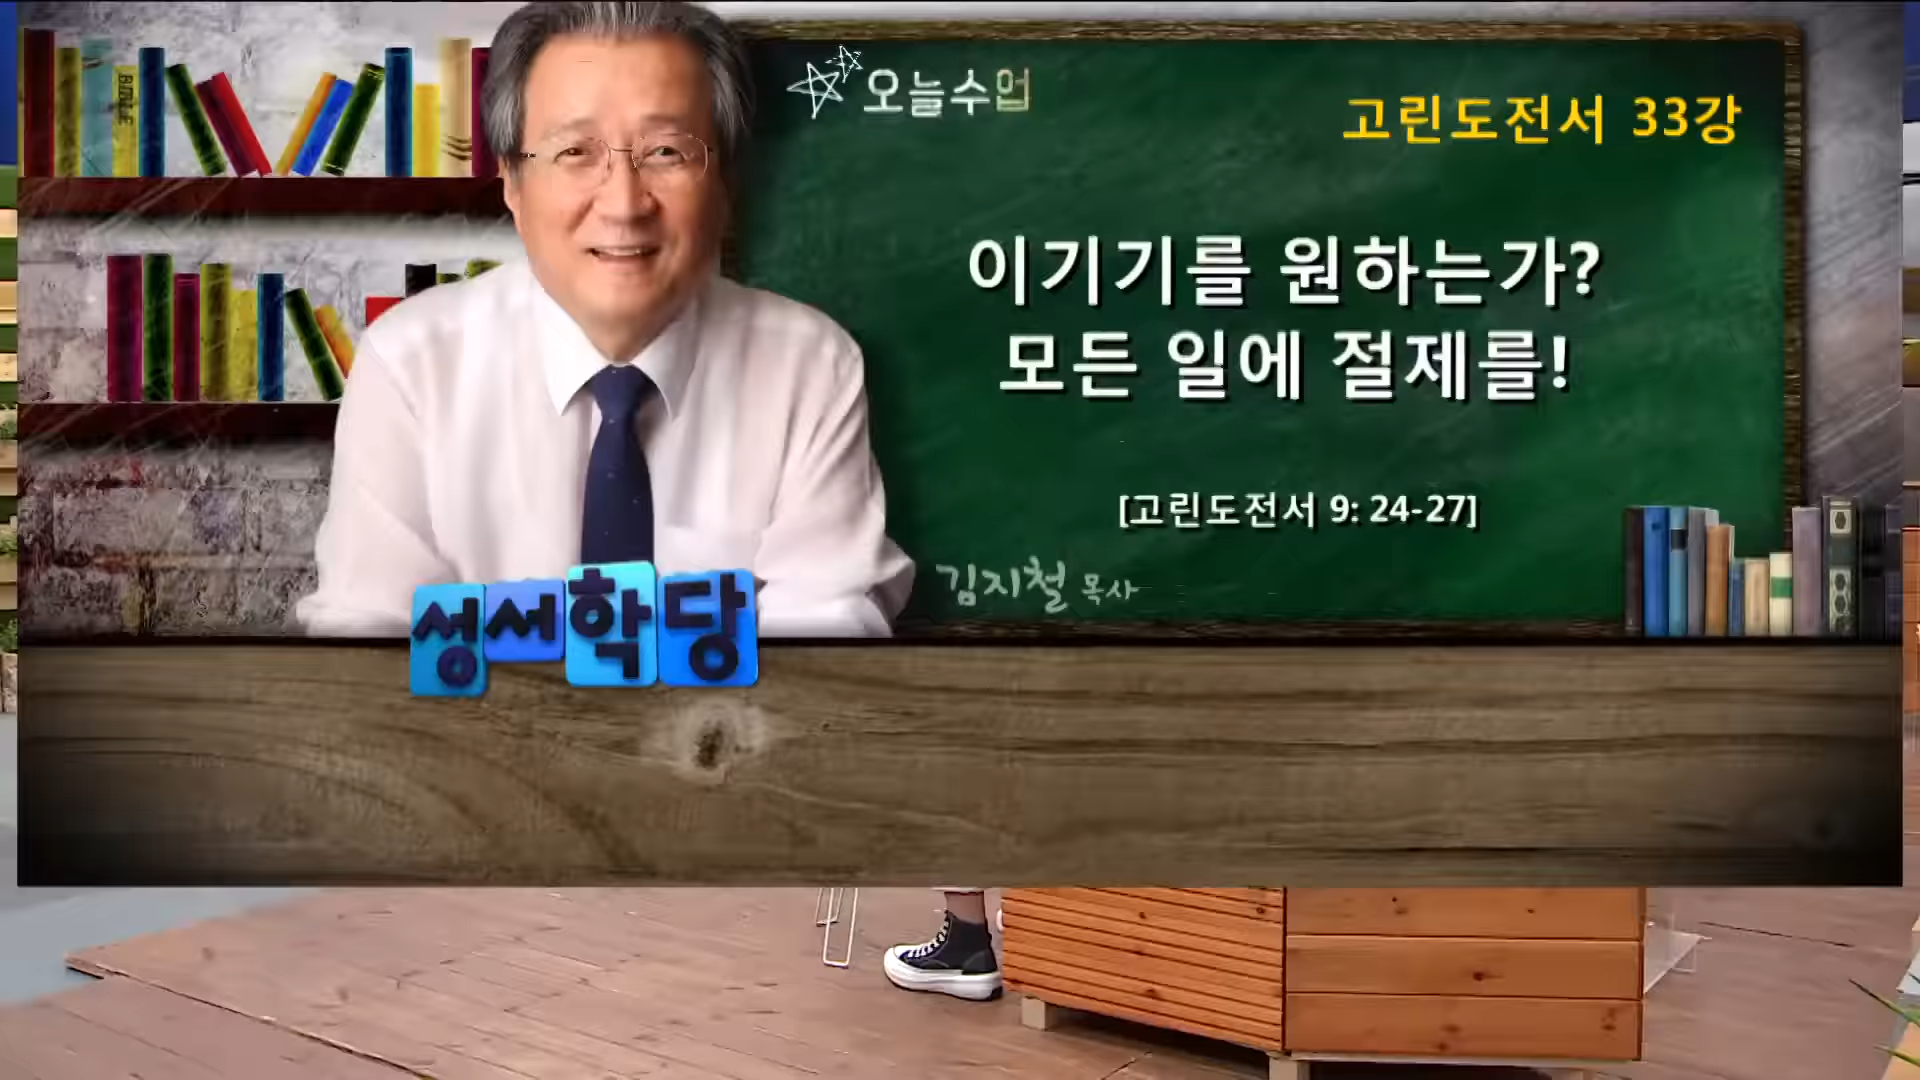 BIBLE
오늘수업
고린도전서 33강
이기기를 원하는가?
모든 일에 절제를!
[고린도전서 9: 24-27]
김지철 목사
성서학당